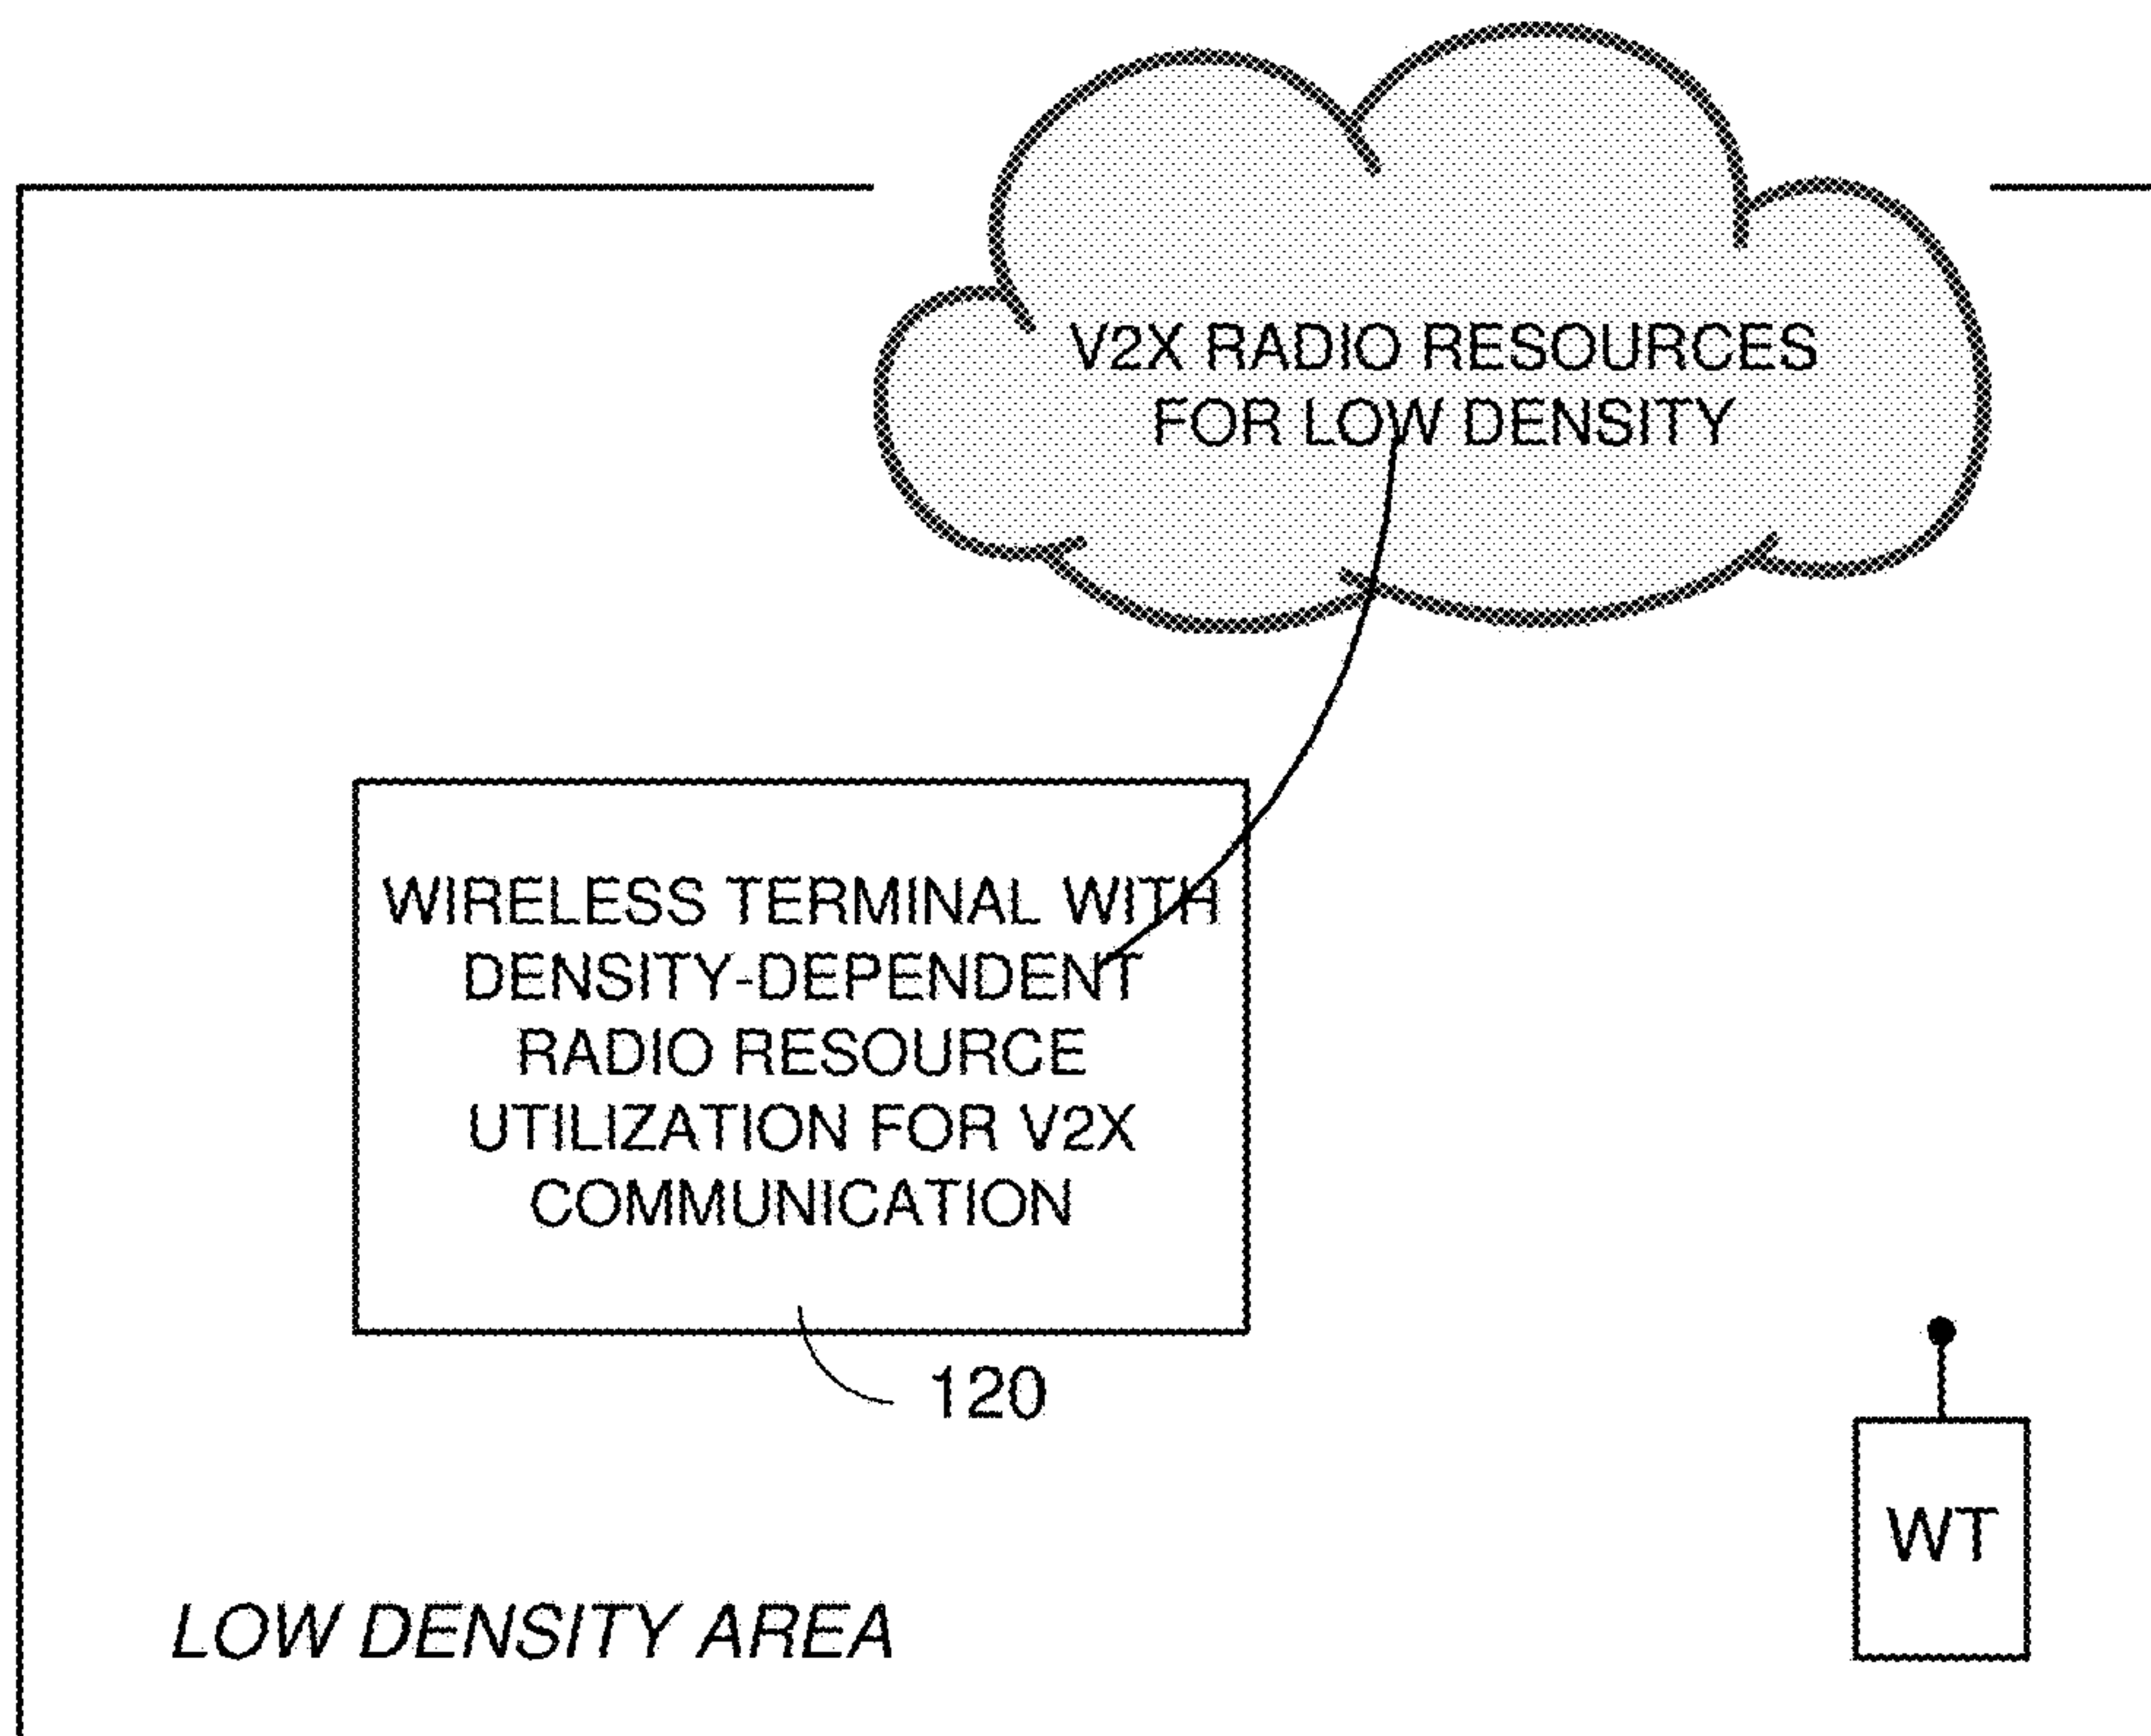 V2X RADIO RESOURCES
FOR LOW DENSITY
WIRELESS TERMINAL WITH
DENSITY-DEPENDENT
RADIO RESOURCE
UTILIZATION FOR V2X
COMMUNICATION
120
WT
LOW DENSITY AREA